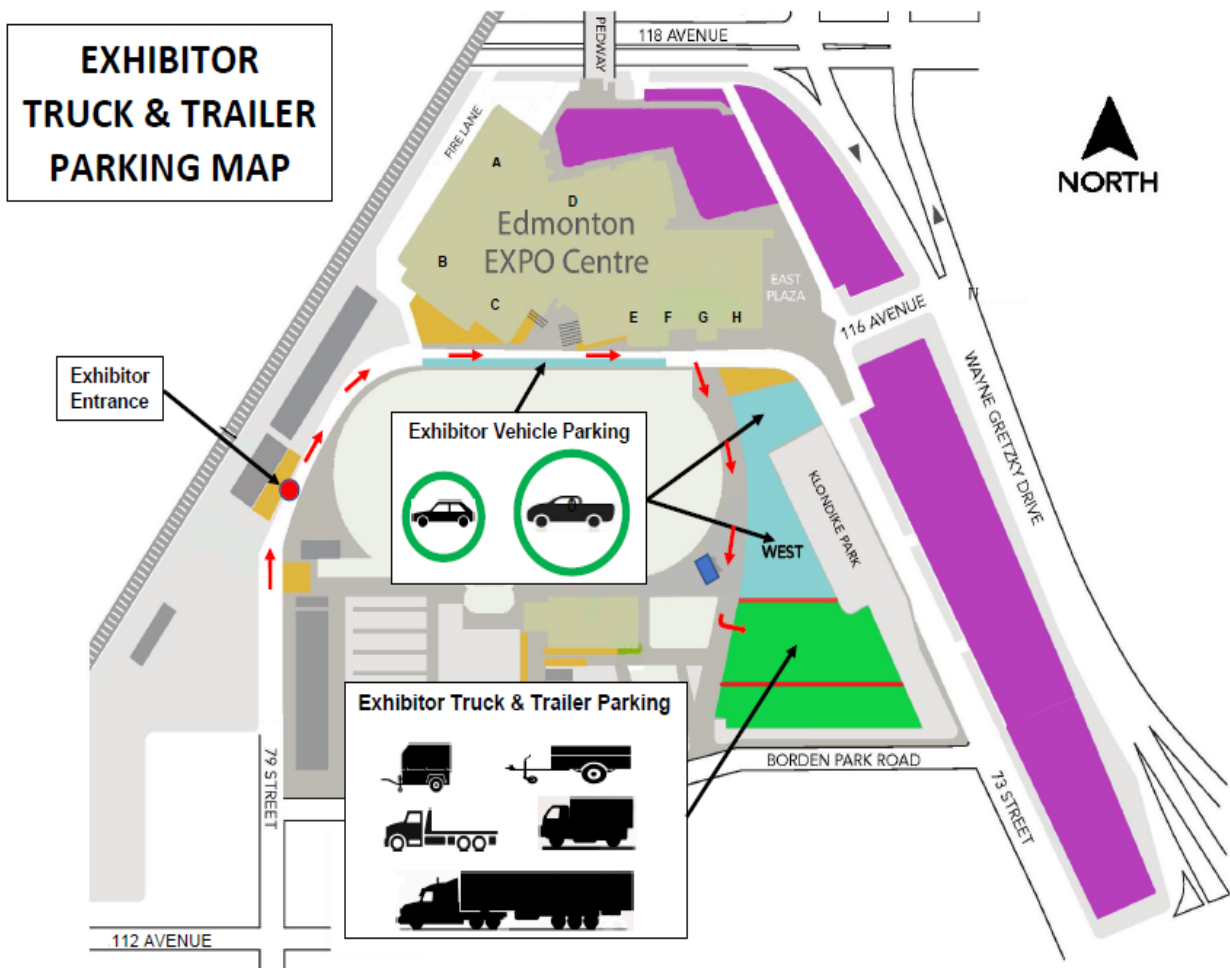 EXHIBITOR
TRUCK & TRAILER
PARKING MAP
PEDWAY
118 AVENUE
FIRE LANE
NORTH
A
D
Edmonton
EXPO Centre
B
C
E F G H
EAST
PLAZA
116 AVENUE
WAYNE GRETZKY DRIVE
Exhibitor
Entrance
Exhibitor Vehicle Parking
KLONDIKE PARK
WEST
Exhibitor Truck & Trailer Parking
79 STREET
BORDEN PARK ROAD
73 STREET
112 AVENUE